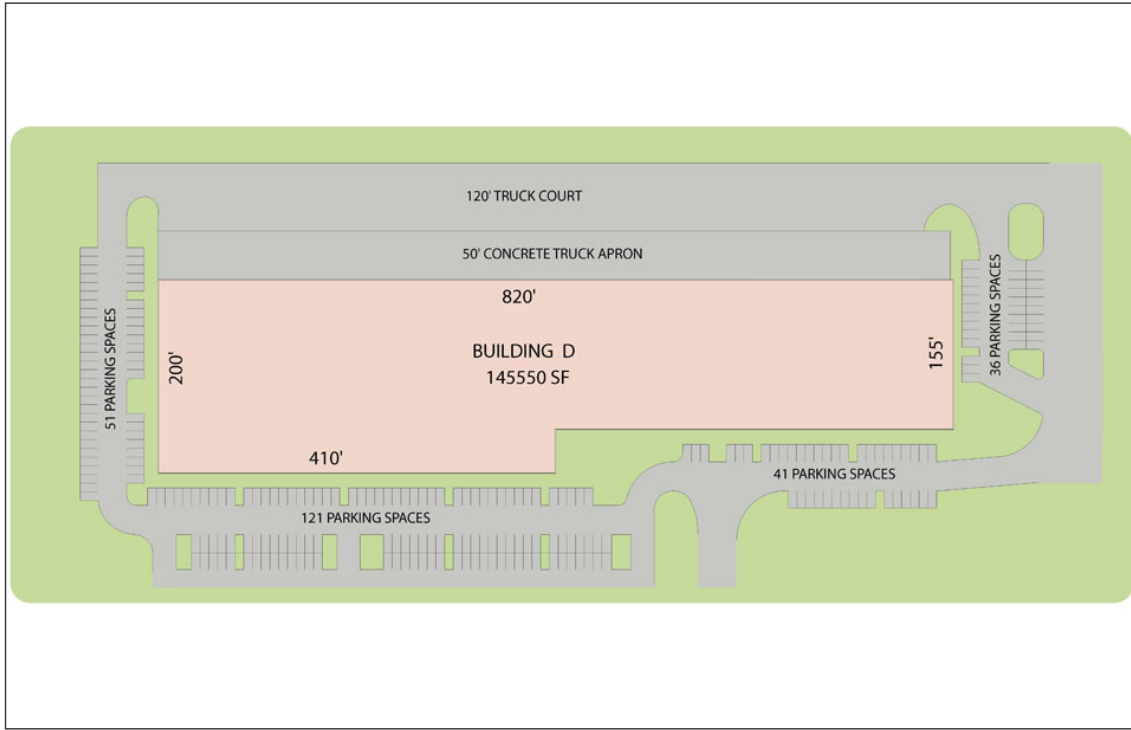 120' TRUCK COURT
50' CONCRETE TRUCK APRON
820'
BUILDING D
145550 SF
200'
155'
410'
51 PARKING SPACES
36 PARKING SPACES
41 PARKING SPACES
121 PARKING SPACES